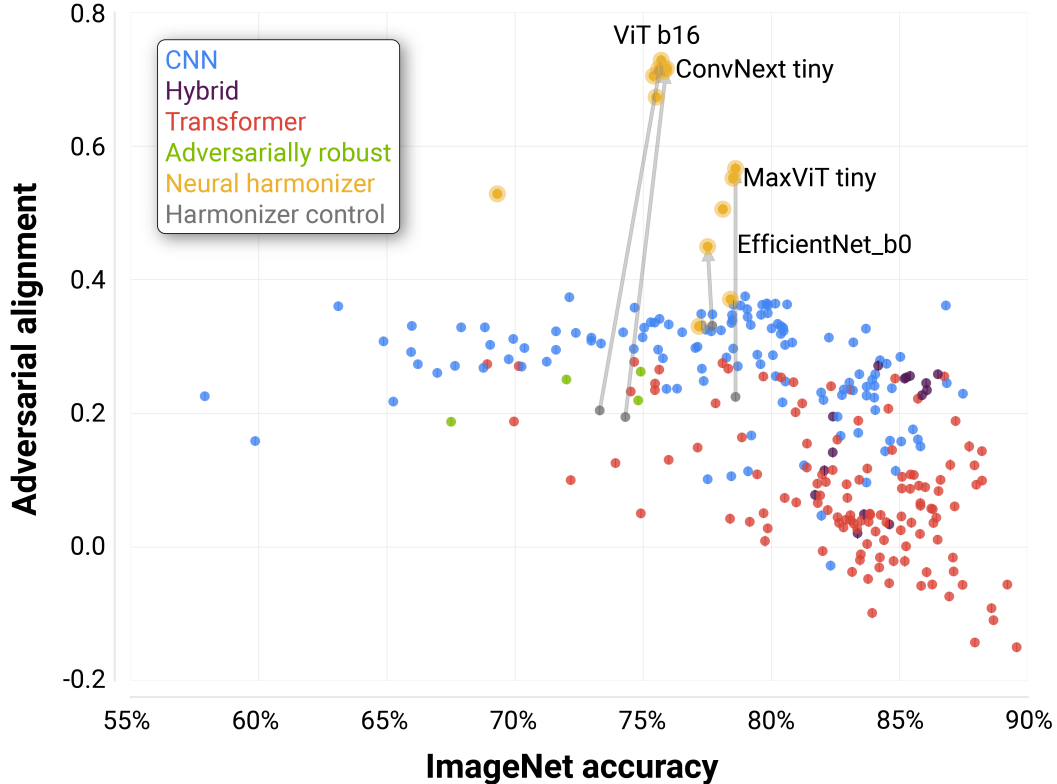 0.8
0.6
0.4
0.2
0.0
-0.2
Adversarial alignment
CNN
Hybrid
Transformer
Adversarially robust
Neural harmonizer
Harmonizer control
ViT b16
ConvNext tiny
MaxViT tiny
EfficientNet_b0
55% 60% 65% 70% 75% 80% 85% 90%
ImageNet accuracy